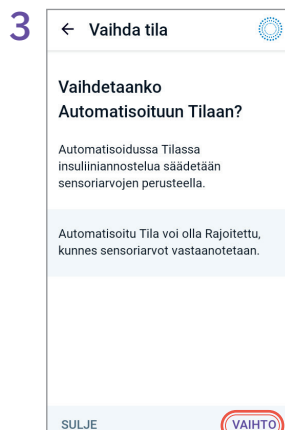 3
← Vaihda tila
Vaihdetaanko
Automatisoituun Tilaan?
Automatisoidussa Tilassa
insuliiniannostelua säädetään
sensoriarvojen perusteella.
Automatisoitu Tila voi olla Rajoitettu,
kunnes sensoriarvot vastaanotetaan.
SULJE
VAIHTO